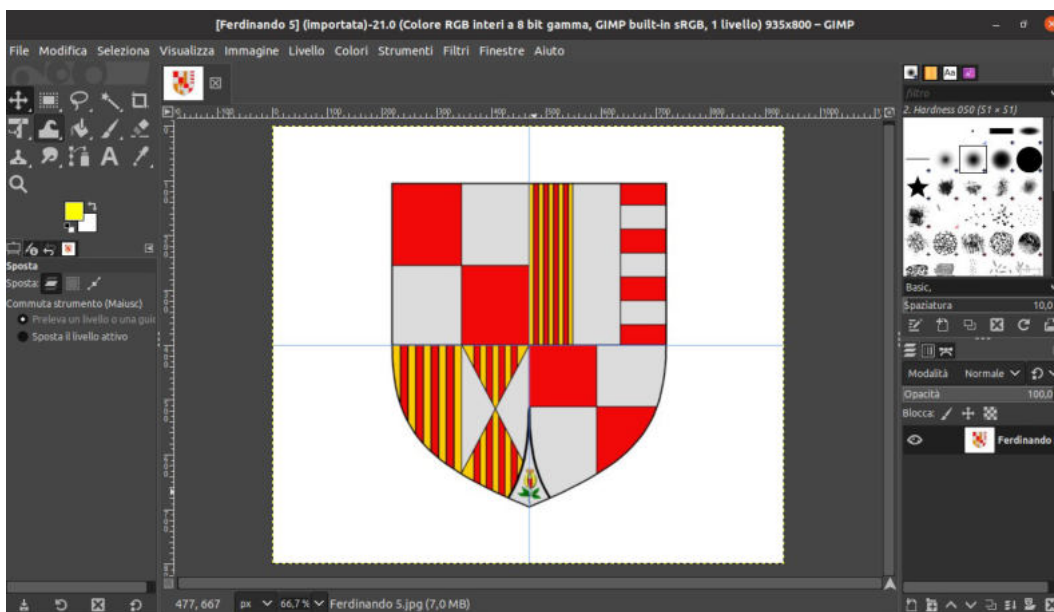 [Ferdinando 5] (importata)-21.0 (Colore RGB interi a 8 bit gamma, GIMP built-in sRGB, 1 livello) 935x800 – GIMP
File Modifica Seleziona Visualizza Immagine Livello Colori Strumenti Filtri Finestre Aiuto
filtro
2. Hardness 050 (51 × 51)
Sposta
Sposta:
Commuta strumento (Maiusc)
Preleva un livello o una guid
Sposta il livello attivo
Basic,
Spaziatura 10,0
Modalità Normale
Opacità 100,0
Blocca:
Ferdinando
477, 667 px 66,7 % Ferdinando 5.jpg (7,0 MB)